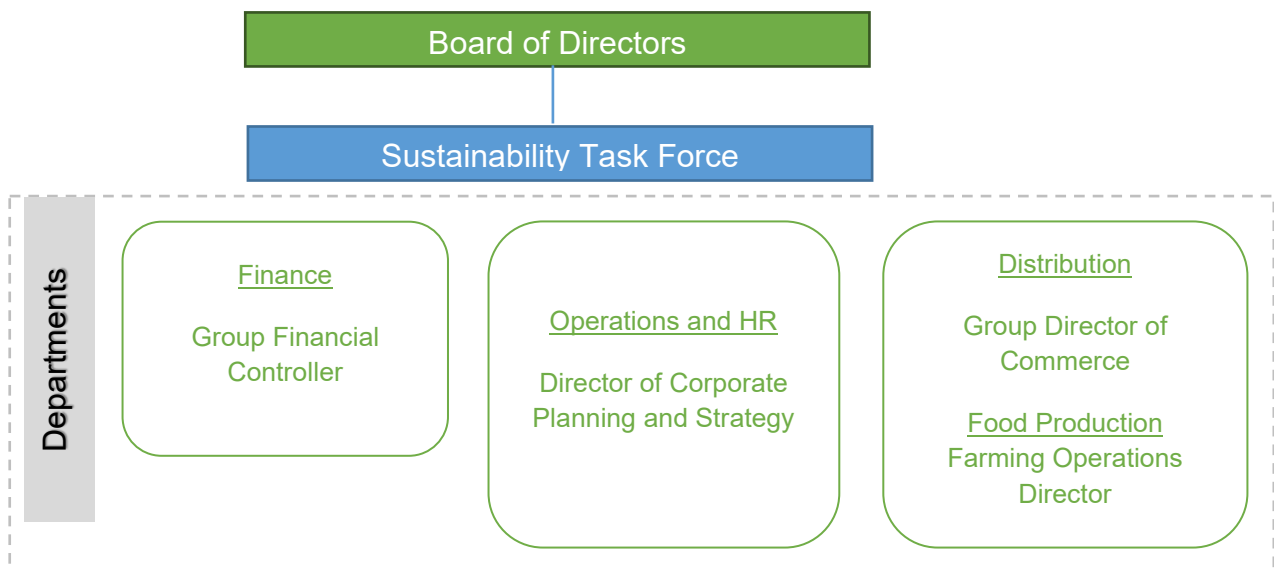 Board of Directors
Sustainability Task Force
Departments
Finance
Group Financial
Controller
Operations and HR
Director of Corporate
Planning and Strategy
Distribution
Group Director of
Commerce
Food Production
Farming Operations
Director